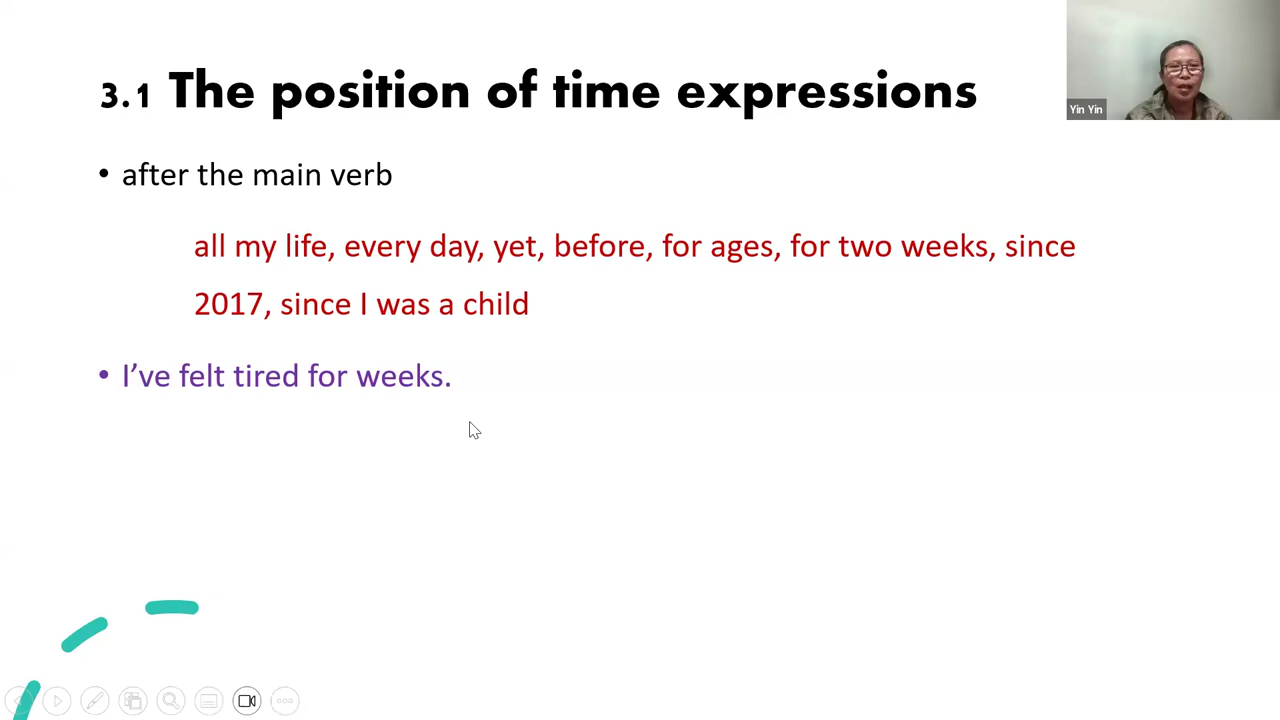 3.1 The position of time expressions
Yin Yin
• after the main verb
all my life, every day, yet, before, for ages, for two weeks, since
2017, since I was a child
• I've felt tired for weeks.